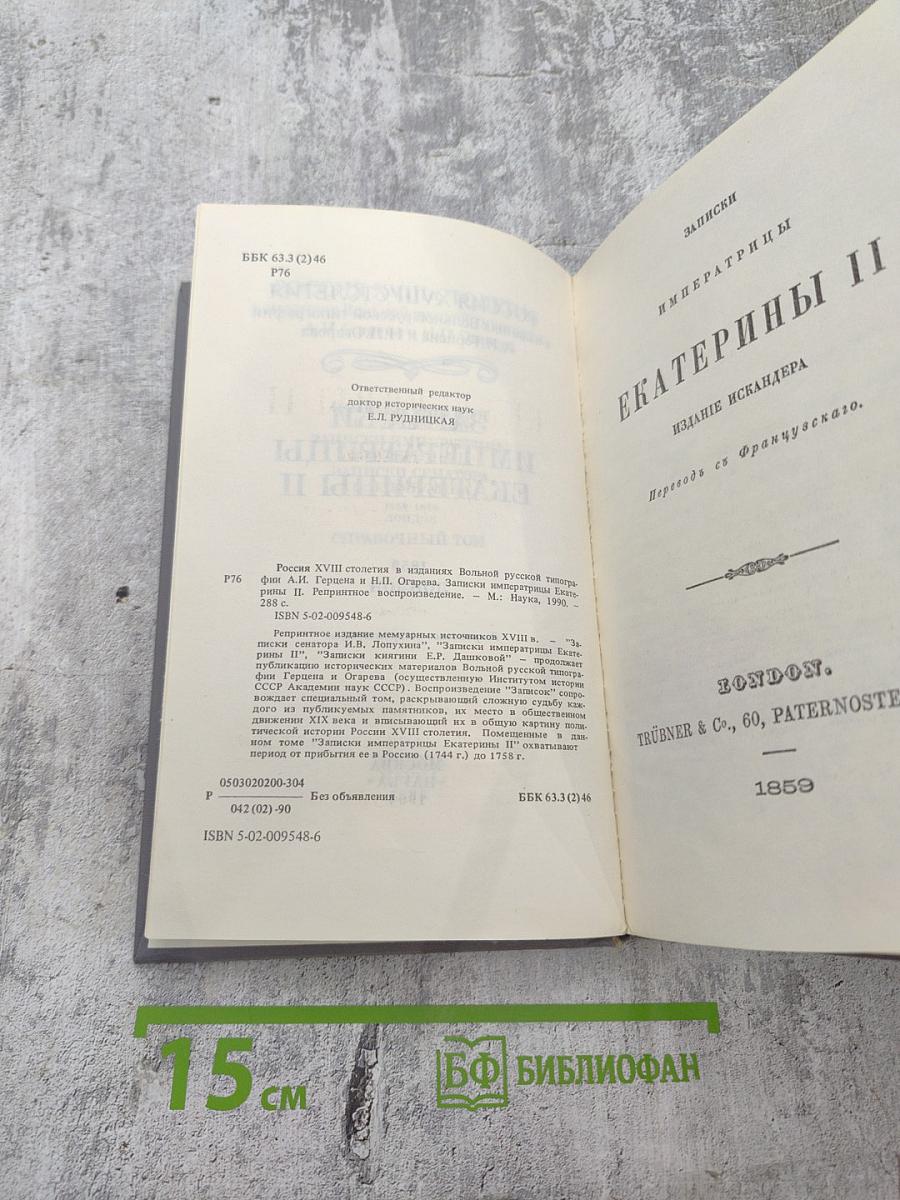 ББК 63.3 (2) 46
Р76
Ответственный редактор
доктор исторических наук
Е.Л. РУДНИЦКАЯ
Россия XVIII столетия в изданиях Вольной русской типогра-
Р76 фии А.И. Герцена и Н.П. Огарева. Записки императрицы Екате-
рины II. Репринтное воспроизведение. – М.: Наука, 1990. –
288 с.
ISBN 5-02-009548-6
Репринтное издание мемуарных источников XVIII в. – "За-
писки сенатора И.В. Лопухина", "Записки императрицы Екате-
рины II", "Записки княгини Е.Р. Дашковой" – продолжает
публикацию исторических материалов Вольной русской типогра-
фии Герцена и Огарева (осуществленную Институтом истории
СССР Академии наук СССР). Воспроизведение "Записок" сопро-
вождает специальный том, раскрывающий сложную судьбу каж-
дого из публикуемых памятников, их место в общественном
движении XIX века и вписывающий их в общую картину поли-
тической истории России XVIII столетия. Помещенные в дан-
ном томе "Записки императрицы Екатерины II" охватывают
период от прибытия ее в Россию (1744 г.) до 1758 г.
0503020200-304
Р Без объявления ББК 63.3 (2) 46
042 (02) -90
ISBN 5-02-009548-6
ЗАПИСКИ
ИМПЕРАТРИЦЫ
ЕКАТЕРИНЫ II
ИЗДАНІЕ ИСКАНДЕРА
Переводъ съ Французскаго.
LONDON.
TRÜBNER & Co., 60, PATERNOSTE
1859
15 см
БФ БИБЛИОФАН